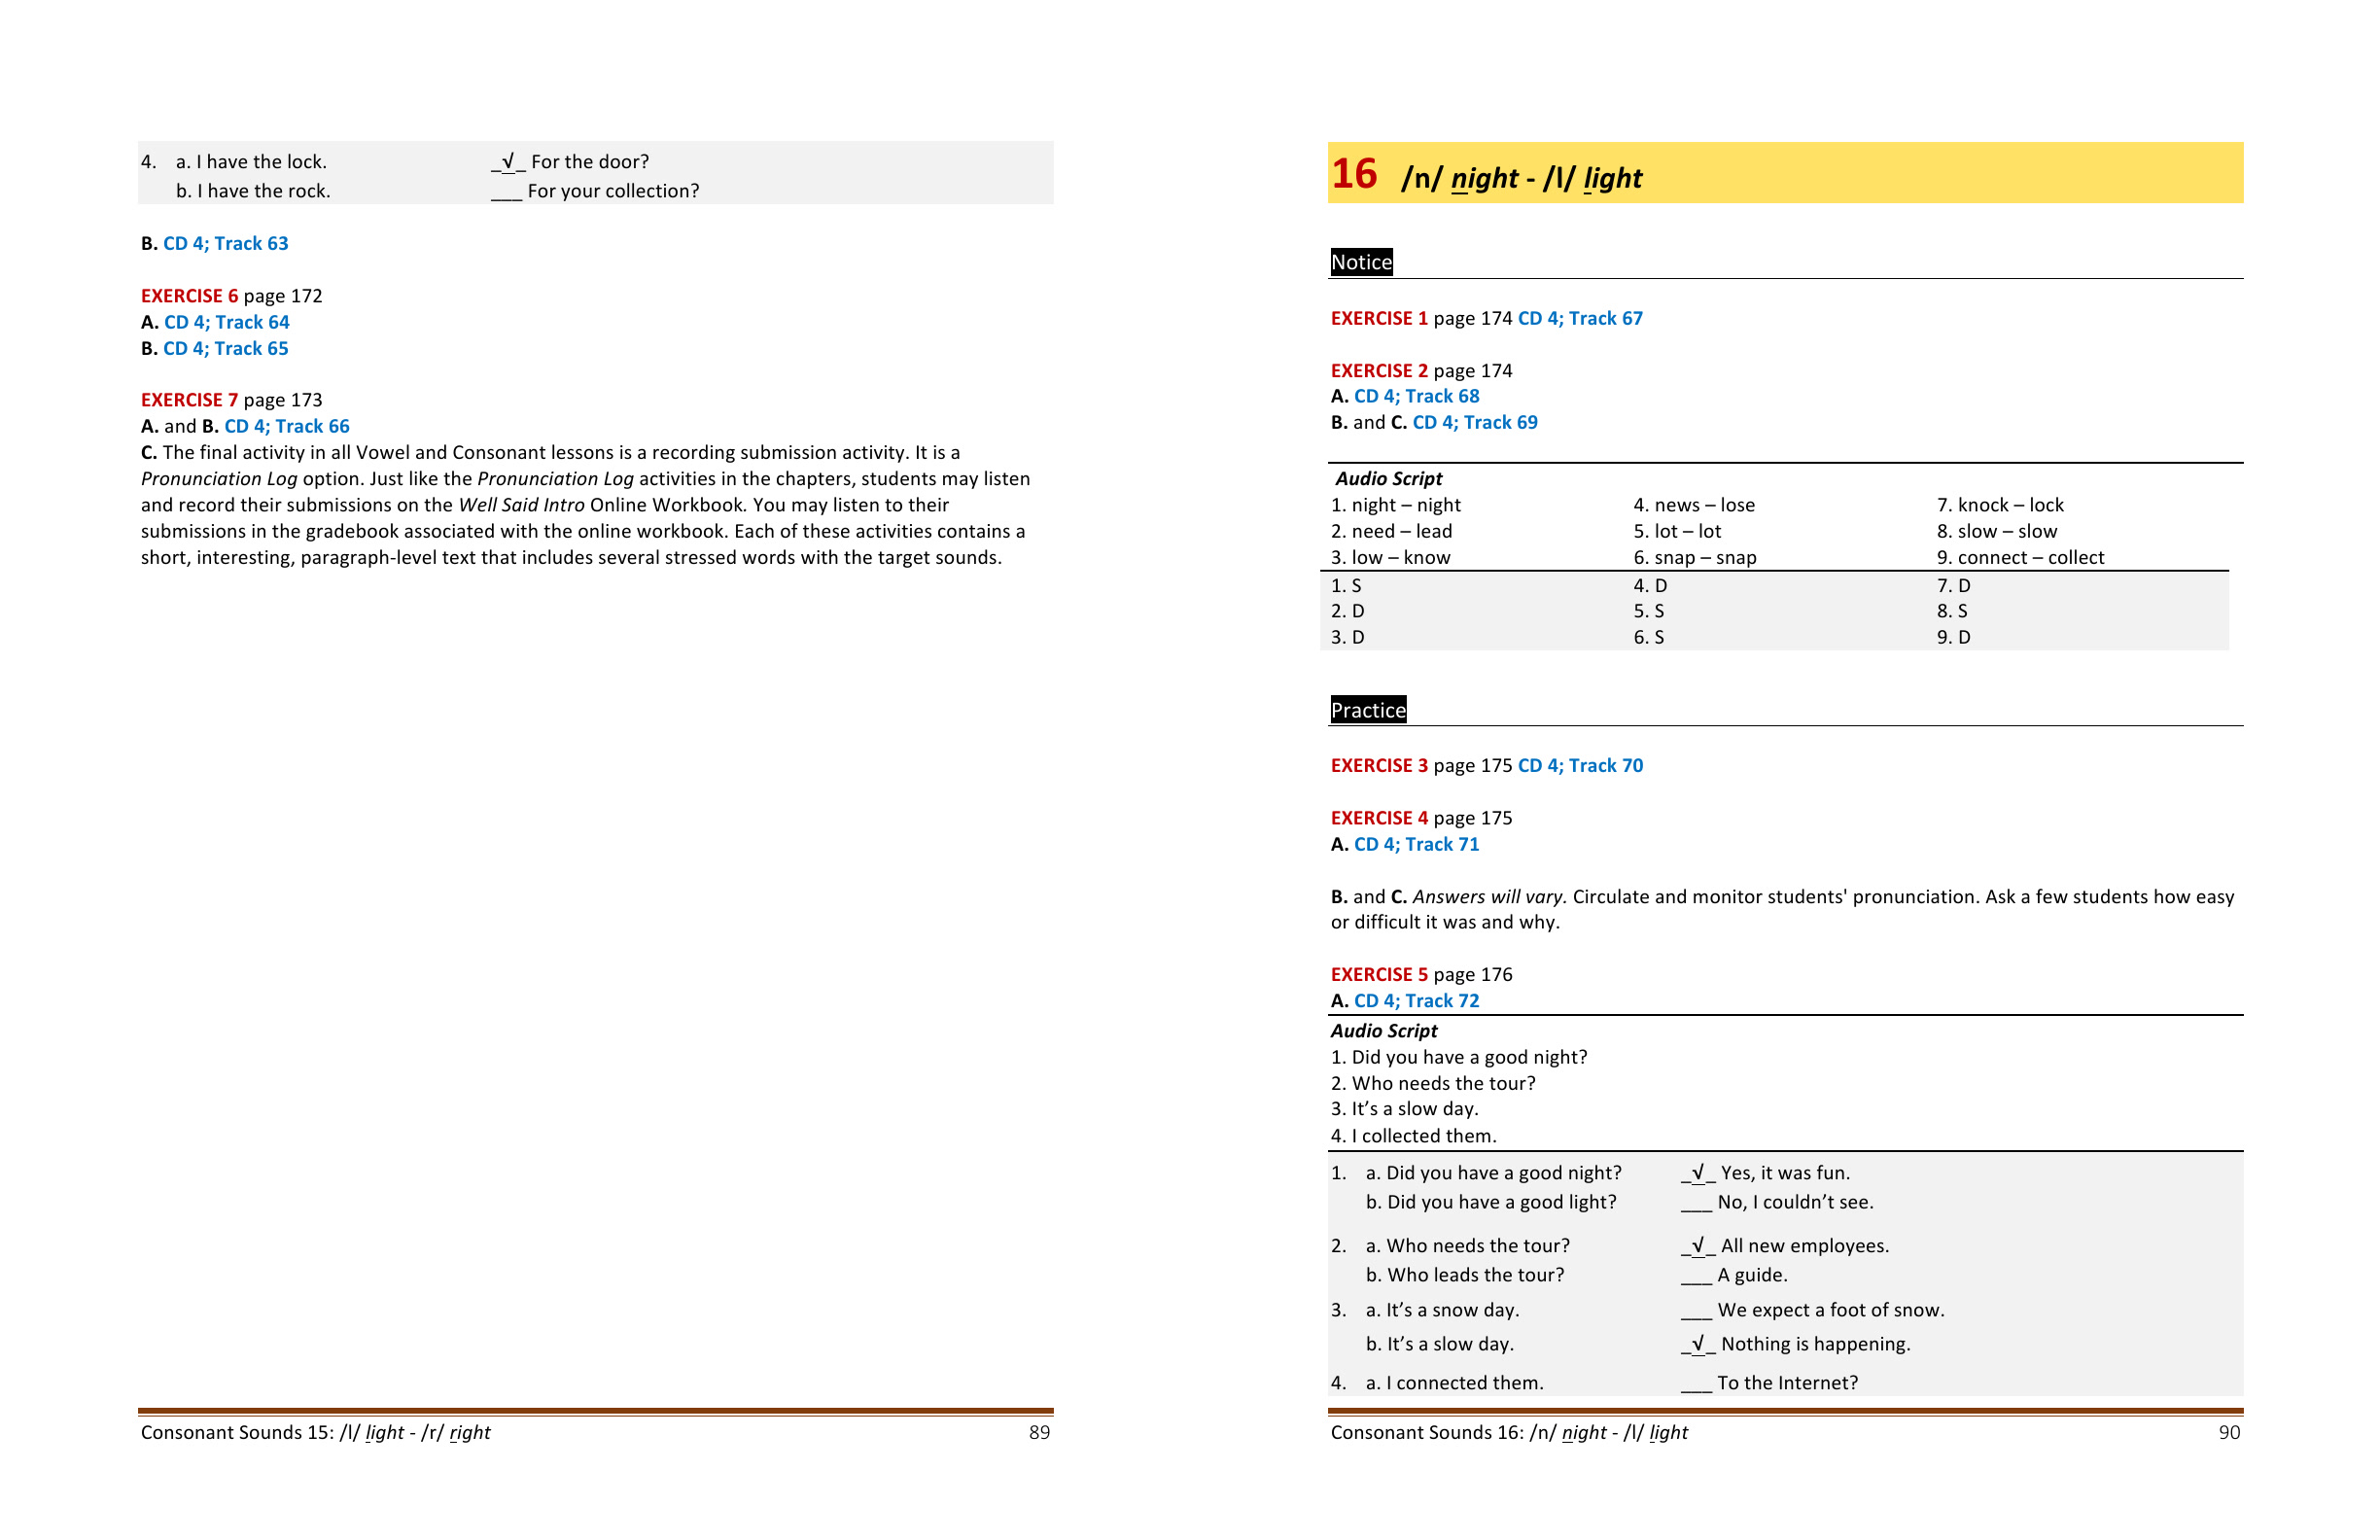 4. a. I have the lock. _√_ For the door?
b. I have the rock. ___ For your collection?
B. CD 4; Track 63
EXERCISE 6 page 172
A. CD 4; Track 64
B. CD 4; Track 65
EXERCISE 7 page 173
A. and B. CD 4; Track 66
C. The final activity in all Vowel and Consonant lessons is a recording submission activity. It is a
Pronunciation Log option. Just like the Pronunciation Log activities in the chapters, students may listen
and record their submissions on the Well Said Intro Online Workbook. You may listen to their
submissions in the gradebook associated with the online workbook. Each of these activities contains a
short, interesting, paragraph-level text that includes several stressed words with the target sounds.
Consonant Sounds 15: /l/ light - /r/ right 89
16 /n/ night - /l/ light
Notice
EXERCISE 1 page 174 CD 4; Track 67
EXERCISE 2 page 174
A. CD 4; Track 68
B. and C. CD 4; Track 69
Audio Script
1. night – night 4. news – lose 7. knock – lock
2. need – lead 5. lot – lot 8. slow – slow
3. low – know 6. snap – snap 9. connect – collect
1. S 4. D 7. D
2. D 5. S 8. S
3. D 6. S 9. D
Practice
EXERCISE 3 page 175 CD 4; Track 70
EXERCISE 4 page 175
A. CD 4; Track 71
B. and C. Answers will vary. Circulate and monitor students' pronunciation. Ask a few students how easy
or difficult it was and why.
EXERCISE 5 page 176
A. CD 4; Track 72
Audio Script
1. Did you have a good night?
2. Who needs the tour?
3. It’s a slow day.
4. I collected them.
1. a. Did you have a good night? _√_ Yes, it was fun.
b. Did you have a good light? ___ No, I couldn’t see.
2. a. Who needs the tour? _√_ All new employees.
b. Who leads the tour? ___ A guide.
3. a. It’s a snow day. ___ We expect a foot of snow.
b. It’s a slow day. _√_ Nothing is happening.
4. a. I connected them. ___ To the Internet?
Consonant Sounds 16: /n/ night - /l/ light 90